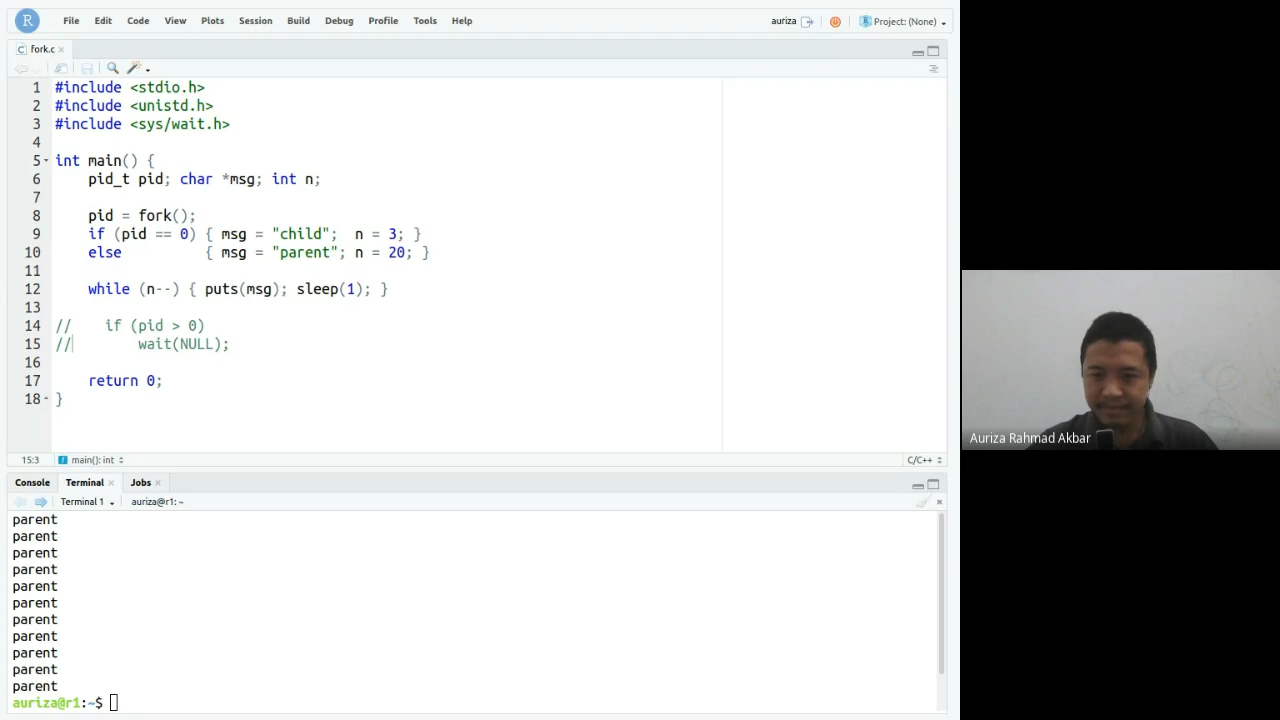 R File Edit Code View Plots Session Build Debug Profile Tools Help auriza R Project: (None)
C fork.c
1 #include <stdio.h>
2 #include <unistd.h>
3 #include <sys/wait.h>
4
5 int main() {
6 pid_t pid; char *msg; int n;
7
8 pid = fork();
9 if (pid == 0) { msg = "child"; n = 3; }
10 else { msg = "parent"; n = 20; }
11
12 while (n--) { puts(msg); sleep(1); }
13
14 // if (pid > 0)
15 // wait(NULL);
16
17 return 0;
18 }
15:3 f main(): int C/C++
Console Terminal Jobs
Terminal 1 auriza@r1: ~
parent
parent
parent
parent
parent
parent
parent
parent
parent
parent
parent
auriza@r1:~$
Auriza Rahmad Akbar